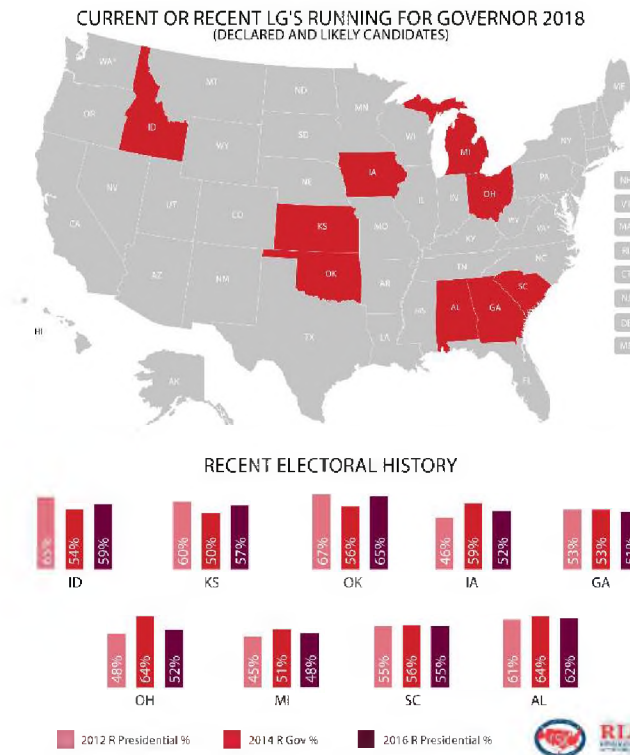 CURRENT OR RECENT LG'S RUNNING FOR GOVERNOR 2018
(DECLARED AND LIKELY CANDIDATES)
WA*
MT
ND
MN
ME
OR
ID
SD
WI
MI
NY
WY
IA
PA
NE
OH
NV
IL
IN
UT
CO
WV
VA*
KS
MO
KY
CA
NC
TN
OK
SC
AZ
NM
AR
MS
AL
GA
TX
LA
HI
AK
FL
RECENT ELECTORAL HISTORY
65%
54%
59%
60%
50%
57%
67%
56%
65%
46%
59%
52%
53%
53%
51%
ID
KS
OK
IA
GA
48%
64%
52%
45%
51%
48%
55%
56%
55%
61%
64%
62%
OH
MI
SC
AL
2012 R Presidential %
2014 R Gov %
2016 R Presidential %